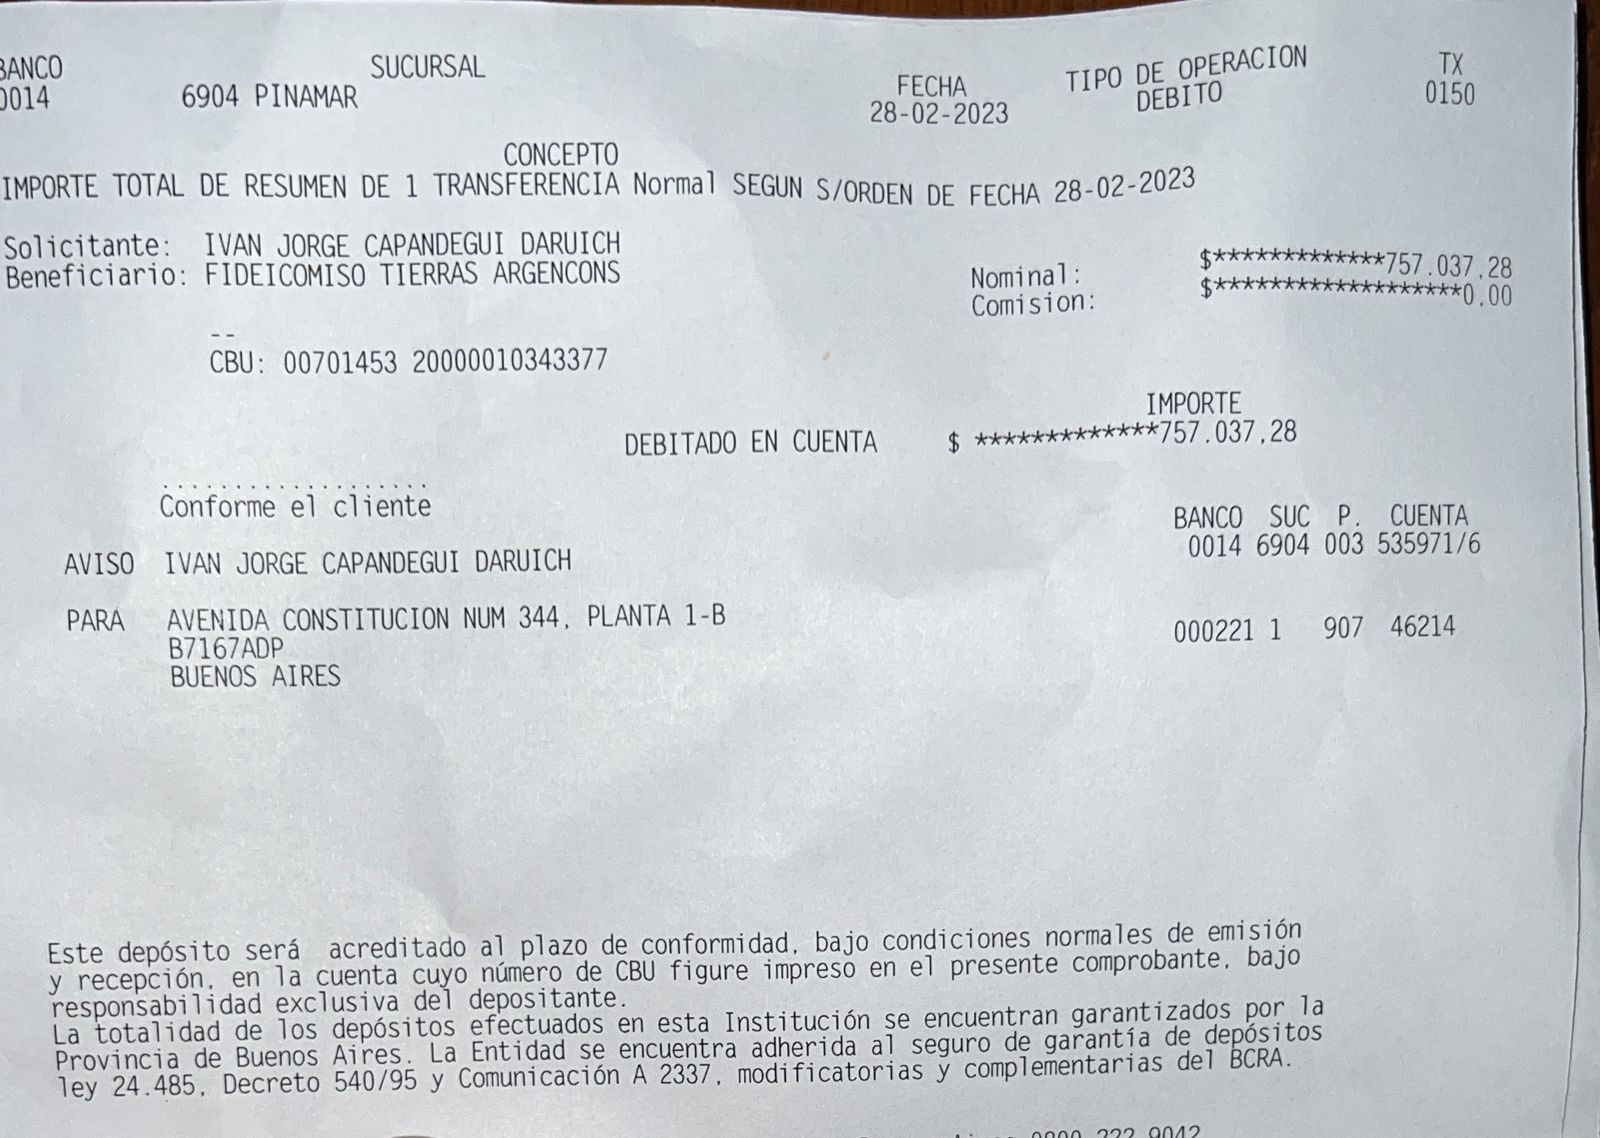 BANCO SUCURSAL FECHA TIPO DE OPERACION TX
0014 6904 PINAMAR 28-02-2023 DEBITO 0150
CONCEPTO
IMPORTE TOTAL DE RESUMEN DE 1 TRANSFERENCIA Normal SEGUN S/ORDEN DE FECHA 28-02-2023
Solicitante: IVAN JORGE CAPANDEGUI DARUICH
Beneficiario: FIDEICOMISO TIERRAS ARGENCONS
Nominal: $*************757.037,28
Comision: $******************0,00
--
CBU: 00701453 20000010343377
IMPORTE
DEBITADO EN CUENTA $ *************757.037,28
...................
Conforme el cliente
BANCO SUC P. CUENTA
0014 6904 003 535971/6
AVISO IVAN JORGE CAPANDEGUI DARUICH
PARA AVENIDA CONSTITUCION NUM 344, PLANTA 1-B
000221 1 907 46214
B7167ADP
BUENOS AIRES
Este depósito será acreditado al plazo de conformidad, bajo condiciones normales de emisión
y recepción, en la cuenta cuyo número de CBU figure impreso en el presente comprobante, bajo
responsabilidad exclusiva del depositante.
La totalidad de los depósitos efectuados en esta Institución se encuentran garantizados por la
Provincia de Buenos Aires. La Entidad se encuentra adherida al seguro de garantía de depósitos
ley 24.485, Decreto 540/95 y Comunicación A 2337, modificatorias y complementarias del BCRA.
222 9042